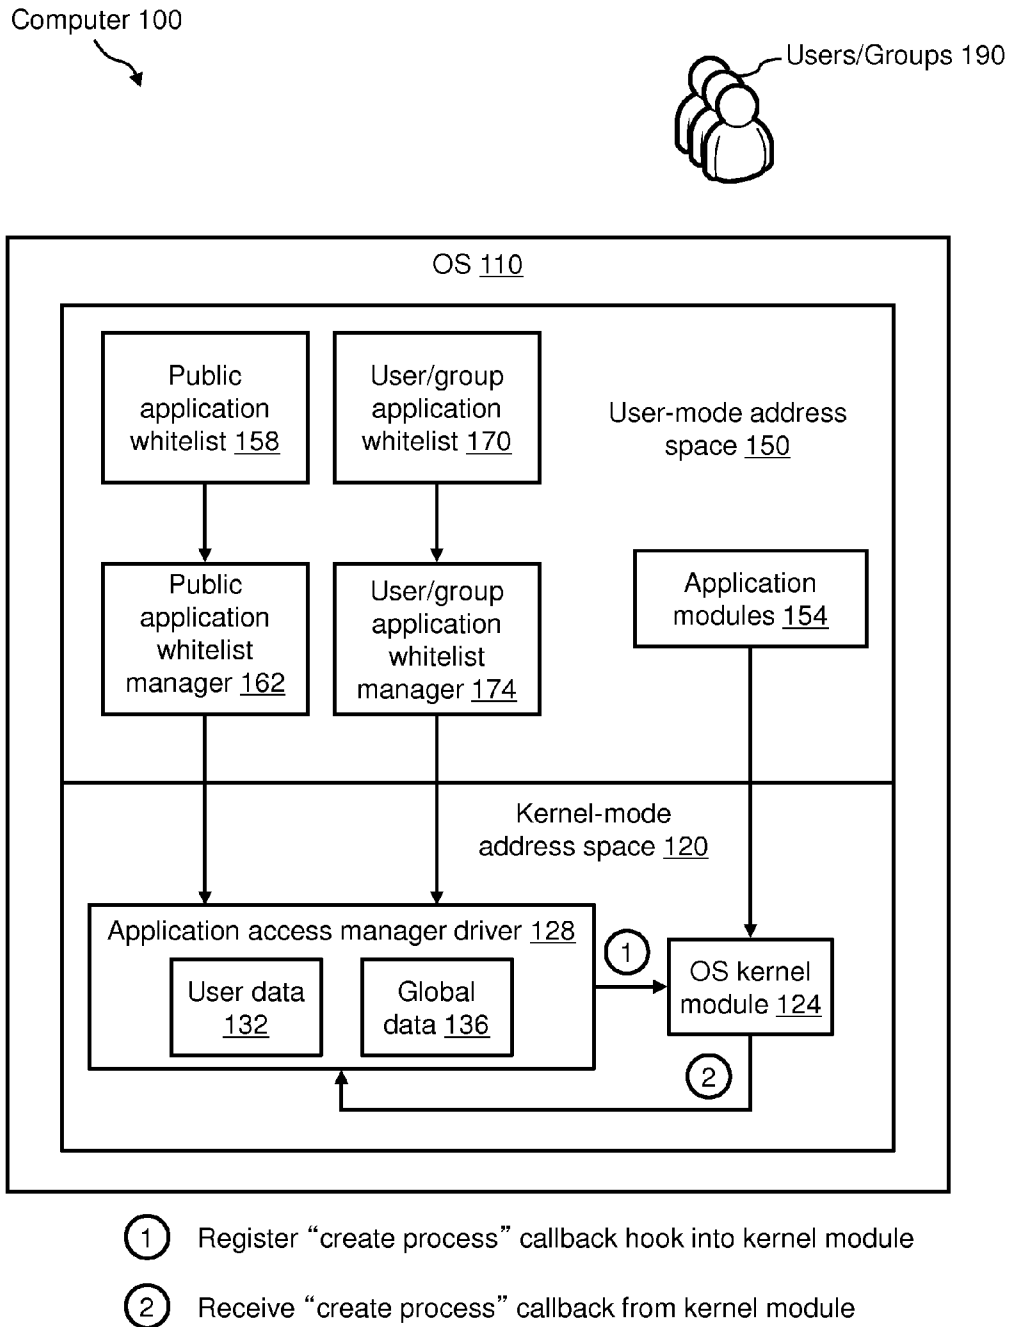 Computer 100
Users/Groups 190
OS 110
Public
application
whitelist 158
User/group
application
whitelist 170
User-mode address
space 150
Public
application
whitelist
manager 162
User/group
application
whitelist
manager 174
Application
modules 154
Kernel-mode
address space 120
Application access manager driver 128
User data
132
Global
data 136
1
OS kernel
module 124
2
1 Register “create process” callback hook into kernel module
2 Receive “create process” callback from kernel module